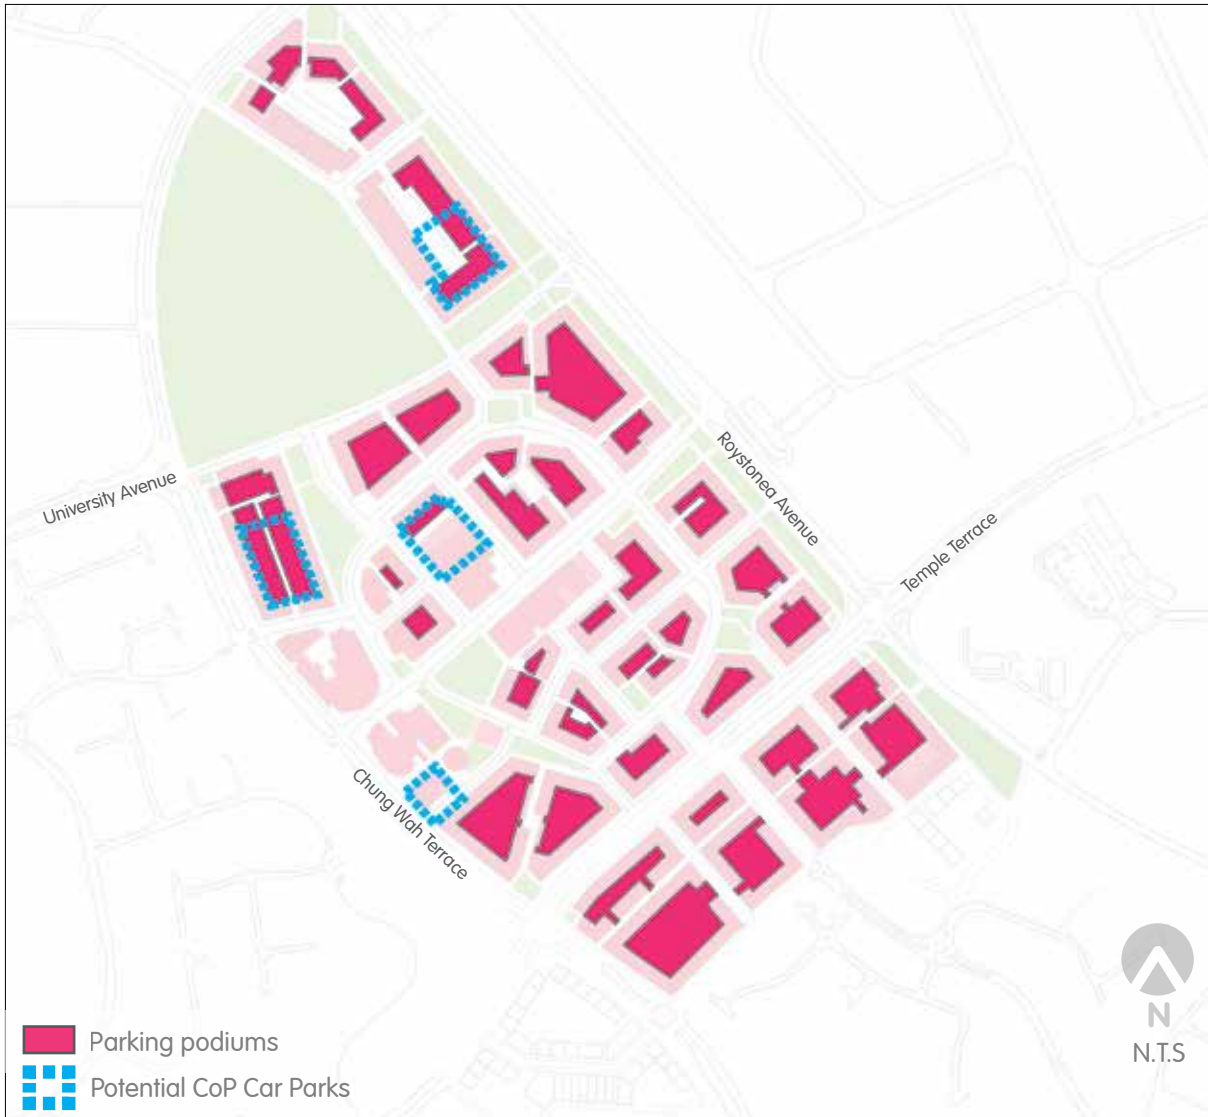 Roystonea Avenue
University Avenue
Temple Terrace
Chung Wah Terrace
N
N.T.S
Parking podiums
Potential CoP Car Parks